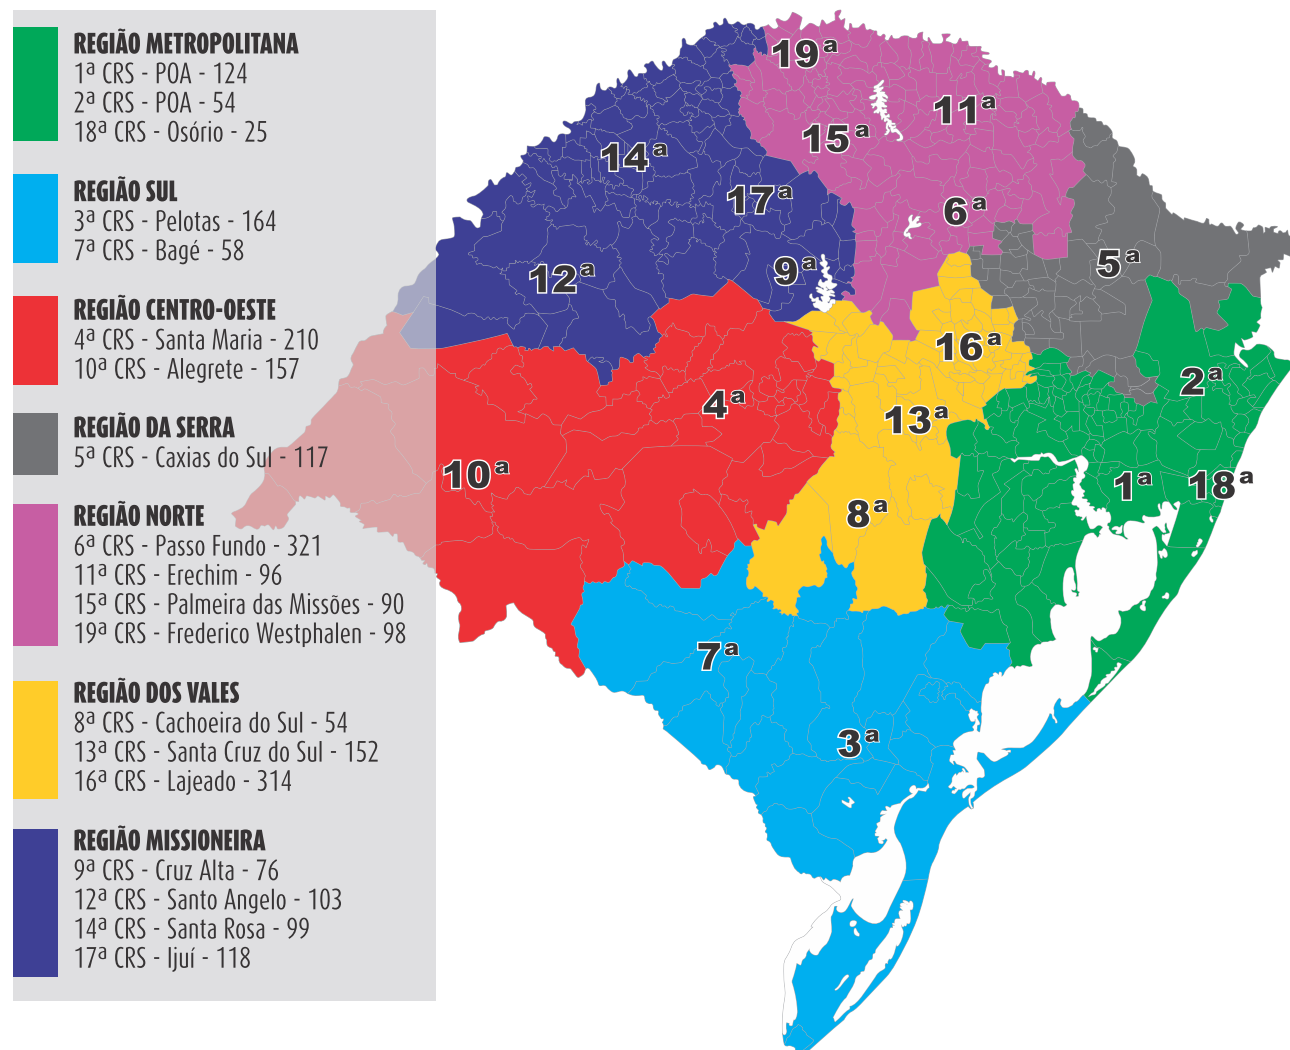 REGIÃO METROPOLITANA
1ª CRS - POA - 124
2ª CRS - POA - 54
18ª CRS - Osório - 25
REGIÃO SUL
3ª CRS - Pelotas - 164
7ª CRS - Bagé - 58
REGIÃO CENTRO-OESTE
4ª CRS - Santa Maria - 210
10ª CRS - Alegrete - 157
REGIÃO DA SERRA
5ª CRS - Caxias do Sul - 117
REGIÃO NORTE
6ª CRS - Passo Fundo - 321
11ª CRS - Erechim - 96
15ª CRS - Palmeira das Missões - 90
19ª CRS - Frederico Westphalen - 98
REGIÃO DOS VALES
8ª CRS - Cachoeira do Sul - 54
13ª CRS - Santa Cruz do Sul - 152
16ª CRS - Lajeado - 314
REGIÃO MISSIONEIRA
9ª CRS - Cruz Alta - 76
12ª CRS - Santo Angelo - 103
14ª CRS - Santa Rosa - 99
17ª CRS - Ijuí - 118
19ª
11ª
15ª
14ª
17ª
6ª
5ª
9ª
12ª
16ª
2ª
4ª
13ª
10ª
1ª
18ª
8ª
7ª
3ª